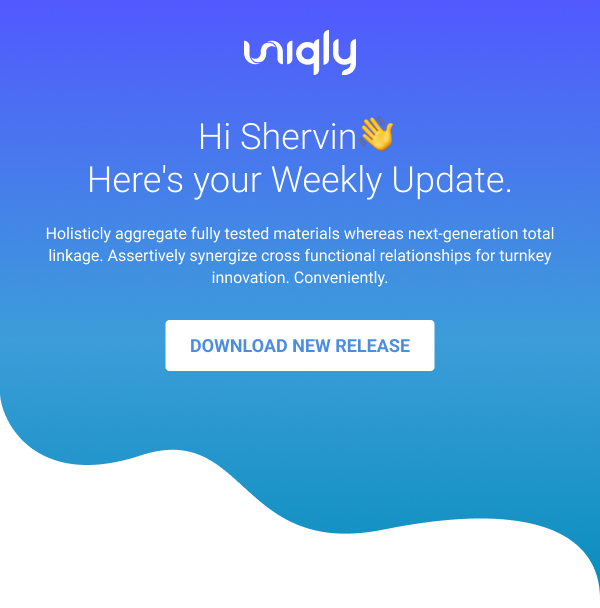 uniqly
Hi Shervin👋
Here's your Weekly Update.
Holisticly aggregate fully tested materials whereas next-generation total
linkage. Assertively synergize cross functional relationships for turnkey
innovation. Conveniently.
DOWNLOAD NEW RELEASE